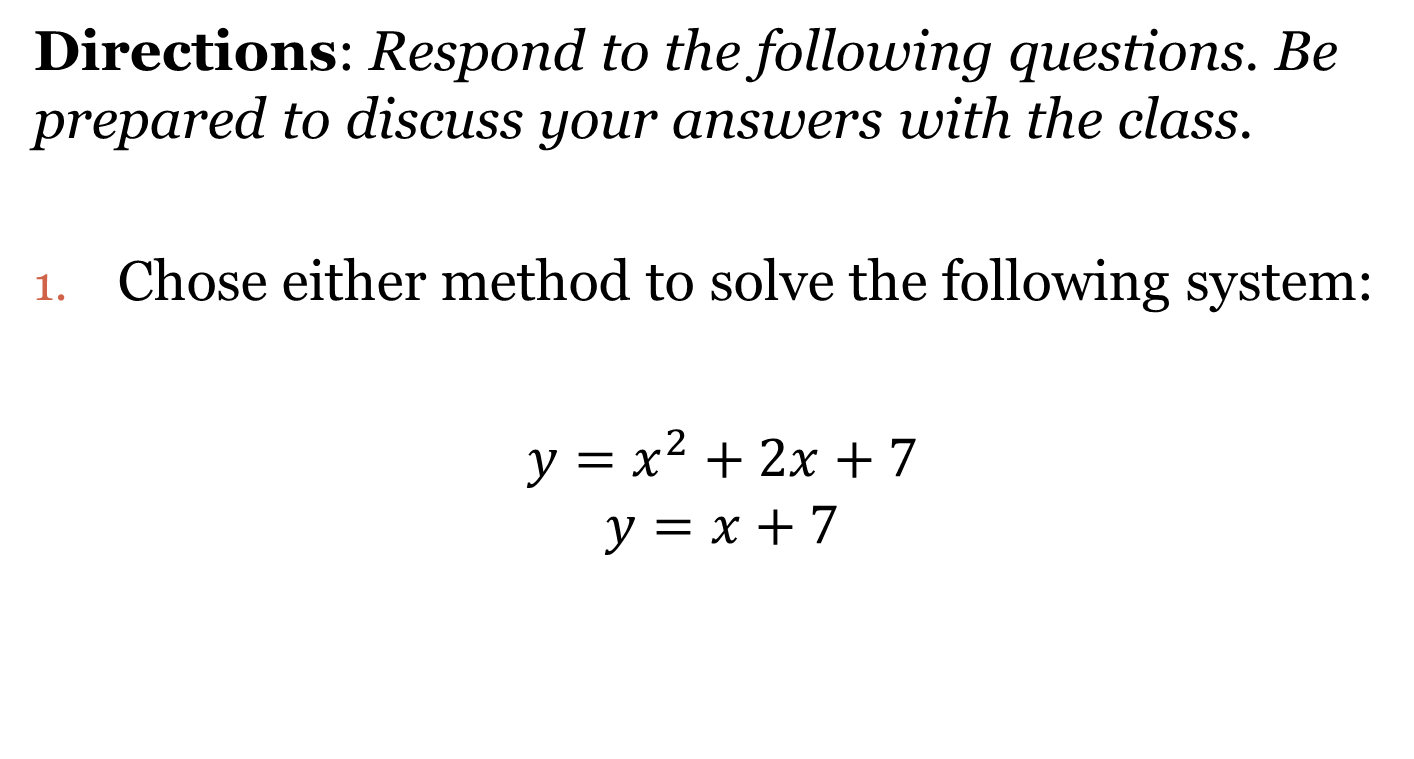 Directions: Respond to the following questions. Be
prepared to discuss your answers with the class.
1. Chose either method to solve the following system:
y = x² + 2x + 7
y = x + 7